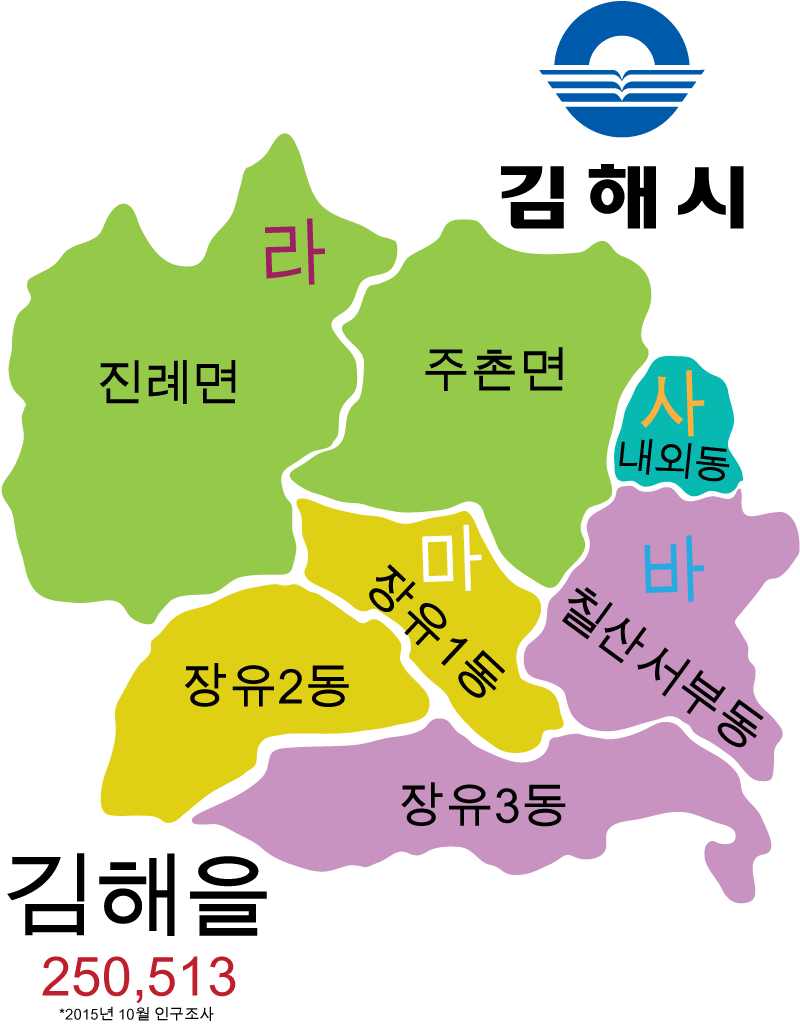 김해시
라
진례면
주촌면
사
내외동
마
장유1동
바
칠산서부동
장유2동
장유3동
김해을
250,513
*2015년 10월 인구조사